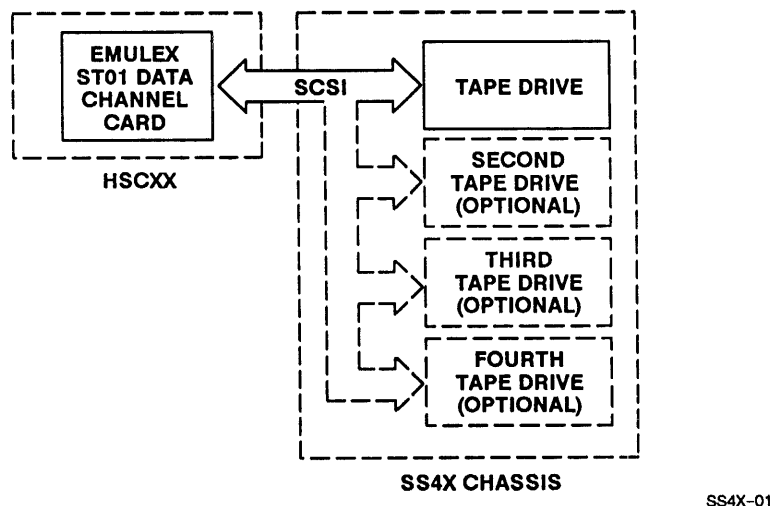 EMULEX
ST01 DATA
CHANNEL
CARD
HSCXX
SCSI
TAPE DRIVE
SECOND
TAPE DRIVE
(OPTIONAL)
THIRD
TAPE DRIVE
(OPTIONAL)
FOURTH
TAPE DRIVE
(OPTIONAL)
SS4X CHASSIS
SS4X-01